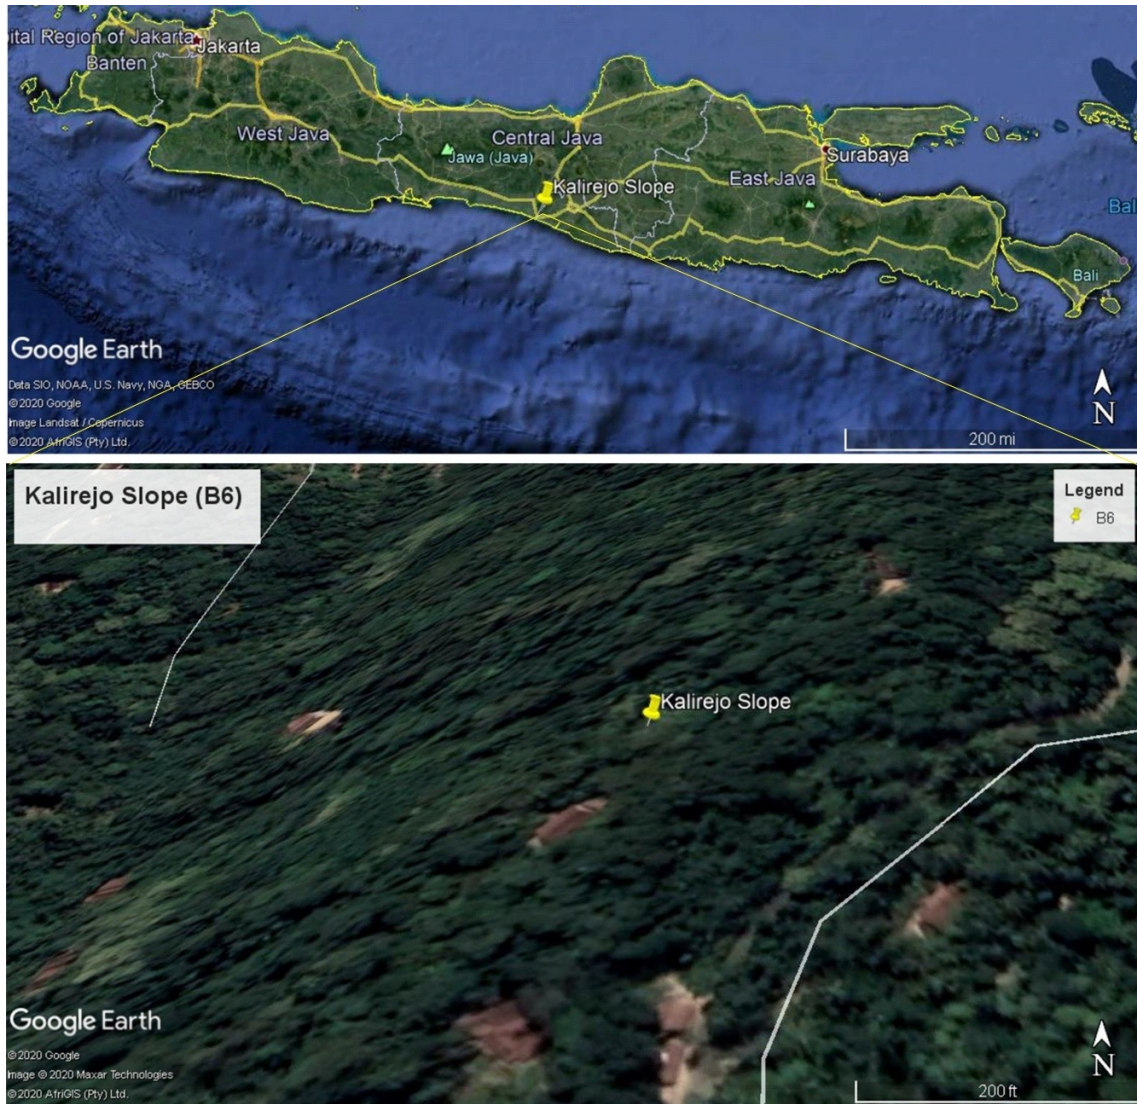 ital Region of Jakarta
Jakarta
Banten
West Java
Central Java
Jawa (Java)
Kalirejo Slope
East Java
Surabaya
Bal
Bali
Google Earth
Data SIO, NOAA, U.S. Navy, NGA, GEBCO
© 2020 Google
Image Landsat / Copernicus
© 2020 AfriGIS (Pty) Ltd.
N
200 mi
Kalirejo Slope (B6)
Legend
B6
Kalirejo Slope
Google Earth
© 2020 Google
Image © 2020 Maxar Technologies
© 2020 AfriGIS (Pty) Ltd.
N
200 ft